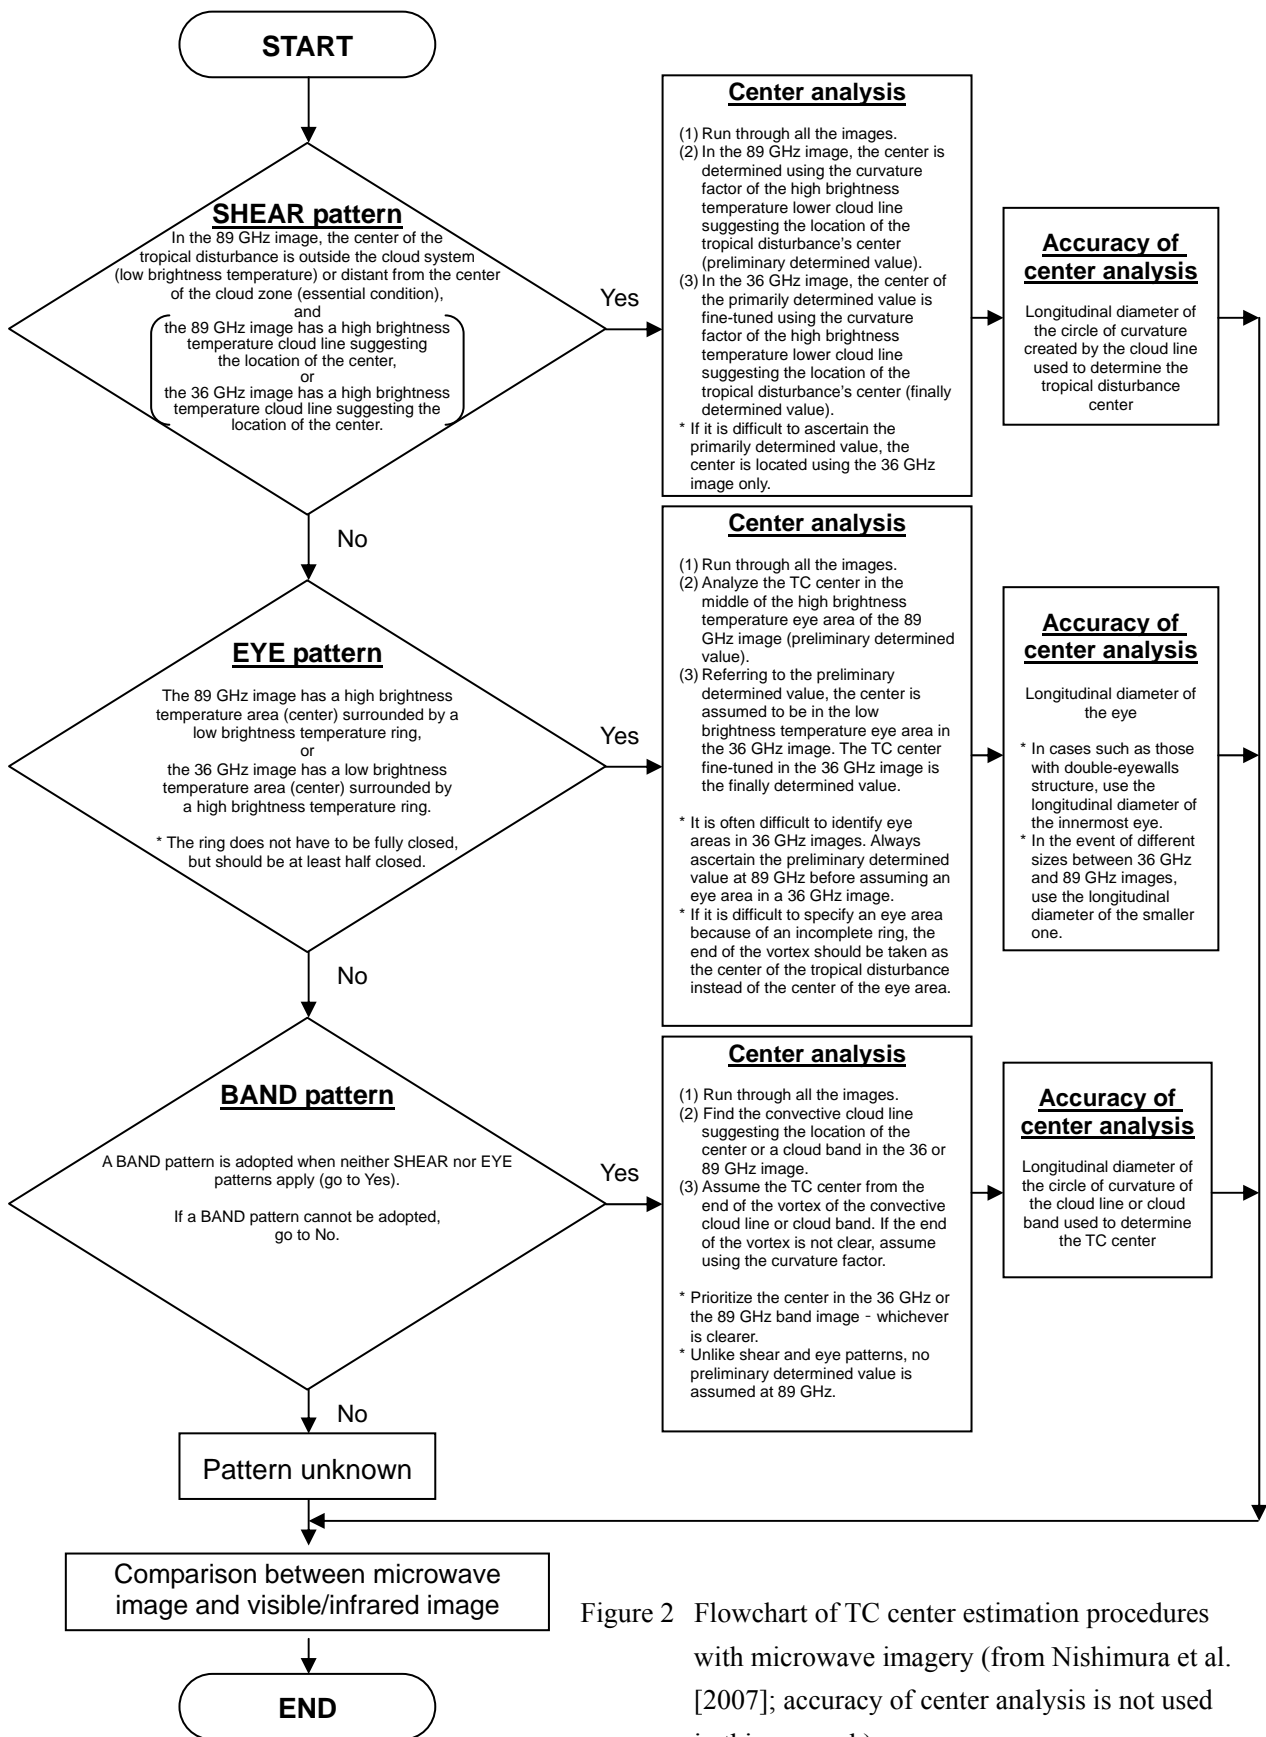 START
SHEAR pattern
In the 89 GHz image, the center of the
tropical disturbance is outside the cloud system
(low brightness temperature) or distant from the center
of the cloud zone (essential condition),
and
the 89 GHz image has a high brightness
temperature cloud line suggesting
the location of the center,
or
the 36 GHz image has a high brightness
temperature cloud line suggesting the
location of the center.
Yes
Center analysis
(1) Run through all the images.
(2) In the 89 GHz image, the center is
determined using the curvature
factor of the high brightness
temperature lower cloud line
suggesting the location of the
tropical disturbance's center
(preliminary determined value).
(3) In the 36 GHz image, the center of
the primarily determined value is
fine-tuned using the curvature
factor of the high brightness
temperature lower cloud line
suggesting the location of the
tropical disturbance's center (finally
determined value).
* If it is difficult to ascertain the
primarily determined value, the
center is located using the 36 GHz
image only.
Accuracy of
center analysis
Longitudinal diameter of
the circle of curvature
created by the cloud line
used to determine the
tropical disturbance
center
No
EYE pattern
The 89 GHz image has a high brightness
temperature area (center) surrounded by a
low brightness temperature ring,
or
the 36 GHz image has a low brightness
temperature area (center) surrounded by
a high brightness temperature ring.
* The ring does not have to be fully closed,
but should be at least half closed.
Yes
Center analysis
(1) Run through all the images.
(2) Analyze the TC center in the
middle of the high brightness
temperature eye area of the 89
GHz image (preliminary determined
value).
(3) Referring to the preliminary
determined value, the center is
assumed to be in the low
brightness temperature eye area in
the 36 GHz image. The TC center
fine-tuned in the 36 GHz image is
the finally determined value.
* It is often difficult to identify eye
areas in 36 GHz images. Always
ascertain the preliminary determined
value at 89 GHz before assuming an
eye area in a 36 GHz image.
* If it is difficult to specify an eye area
because of an incomplete ring, the
end of the vortex should be taken as
the center of the tropical disturbance
instead of the center of the eye area.
Accuracy of
center analysis
Longitudinal diameter of
the eye
* In cases such as those
with double-eyewalls
structure, use the
longitudinal diameter of
the innermost eye.
* In the event of different
sizes between 36 GHz
and 89 GHz images,
use the longitudinal
diameter of the smaller
one.
No
BAND pattern
A BAND pattern is adopted when neither SHEAR nor EYE
patterns apply (go to Yes).
If a BAND pattern cannot be adopted,
go to No.
Yes
Center analysis
(1) Run through all the images.
(2) Find the convective cloud line
suggesting the location of the
center or a cloud band in the 36 or
89 GHz image.
(3) Assume the TC center from the
end of the vortex of the convective
cloud line or cloud band. If the end
of the vortex is not clear, assume
using the curvature factor.
* Prioritize the center in the 36 GHz or
the 89 GHz band image - whichever
is clearer.
* Unlike shear and eye patterns, no
preliminary determined value is
assumed at 89 GHz.
Accuracy of
center analysis
Longitudinal diameter of
the circle of curvature of
the cloud line or cloud
band used to determine
the TC center
No
Pattern unknown
Comparison between microwave
image and visible/infrared image
END
Figure 2 Flowchart of TC center estimation procedures
with microwave imagery (from Nishimura et al.
[2007]; accuracy of center analysis is not used